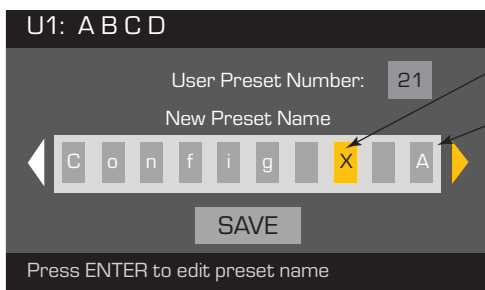 U1: A B C D
User Preset Number: 21
New Preset Name
C o n f i g X A
SAVE
Press ENTER to edit preset name